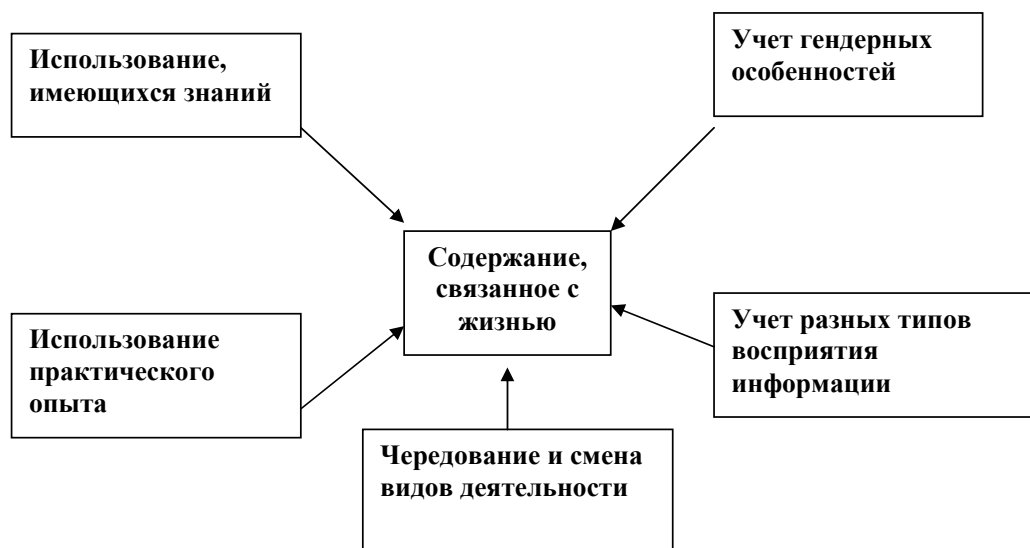 Использование,
имеющихся знаний
Учет гендерных
особенностей
Содержание,
связанное с
жизнью
Использование
практического
опыта
Учет разных типов
восприятия
информации
Чередование и смена
видов деятельности